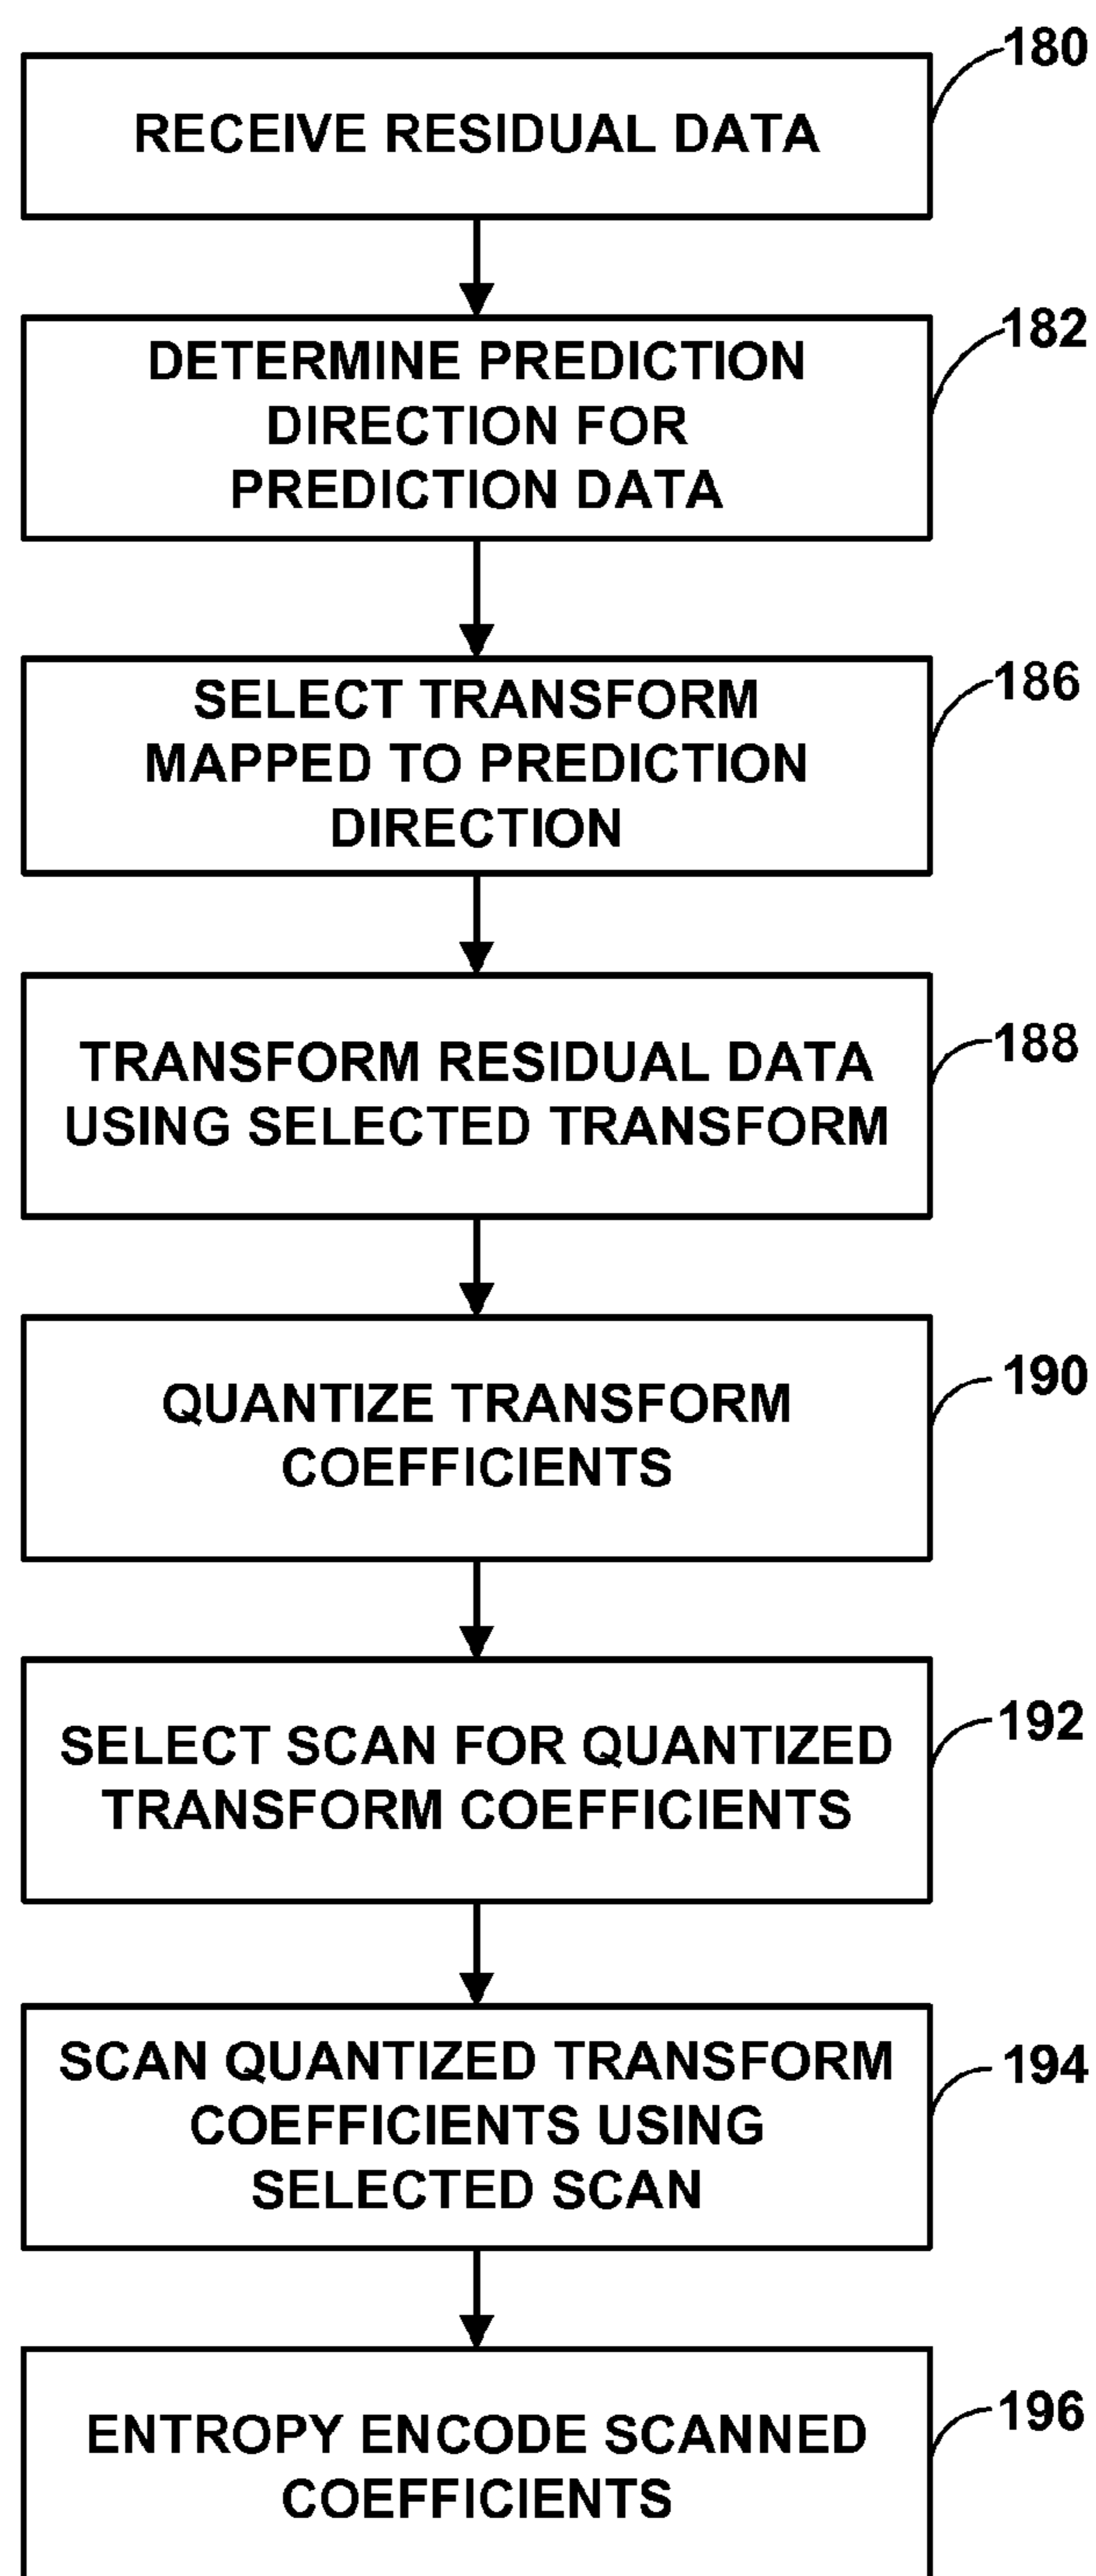 180
RECEIVE RESIDUAL DATA
182
DETERMINE PREDICTION
DIRECTION FOR
PREDICTION DATA
186
SELECT TRANSFORM
MAPPED TO PREDICTION
DIRECTION
188
TRANSFORM RESIDUAL DATA
USING SELECTED TRANSFORM
190
QUANTIZE TRANSFORM
COEFFICIENTS
192
SELECT SCAN FOR QUANTIZED
TRANSFORM COEFFICIENTS
194
SCAN QUANTIZED TRANSFORM
COEFFICIENTS USING
SELECTED SCAN
196
ENTROPY ENCODE SCANNED
COEFFICIENTS